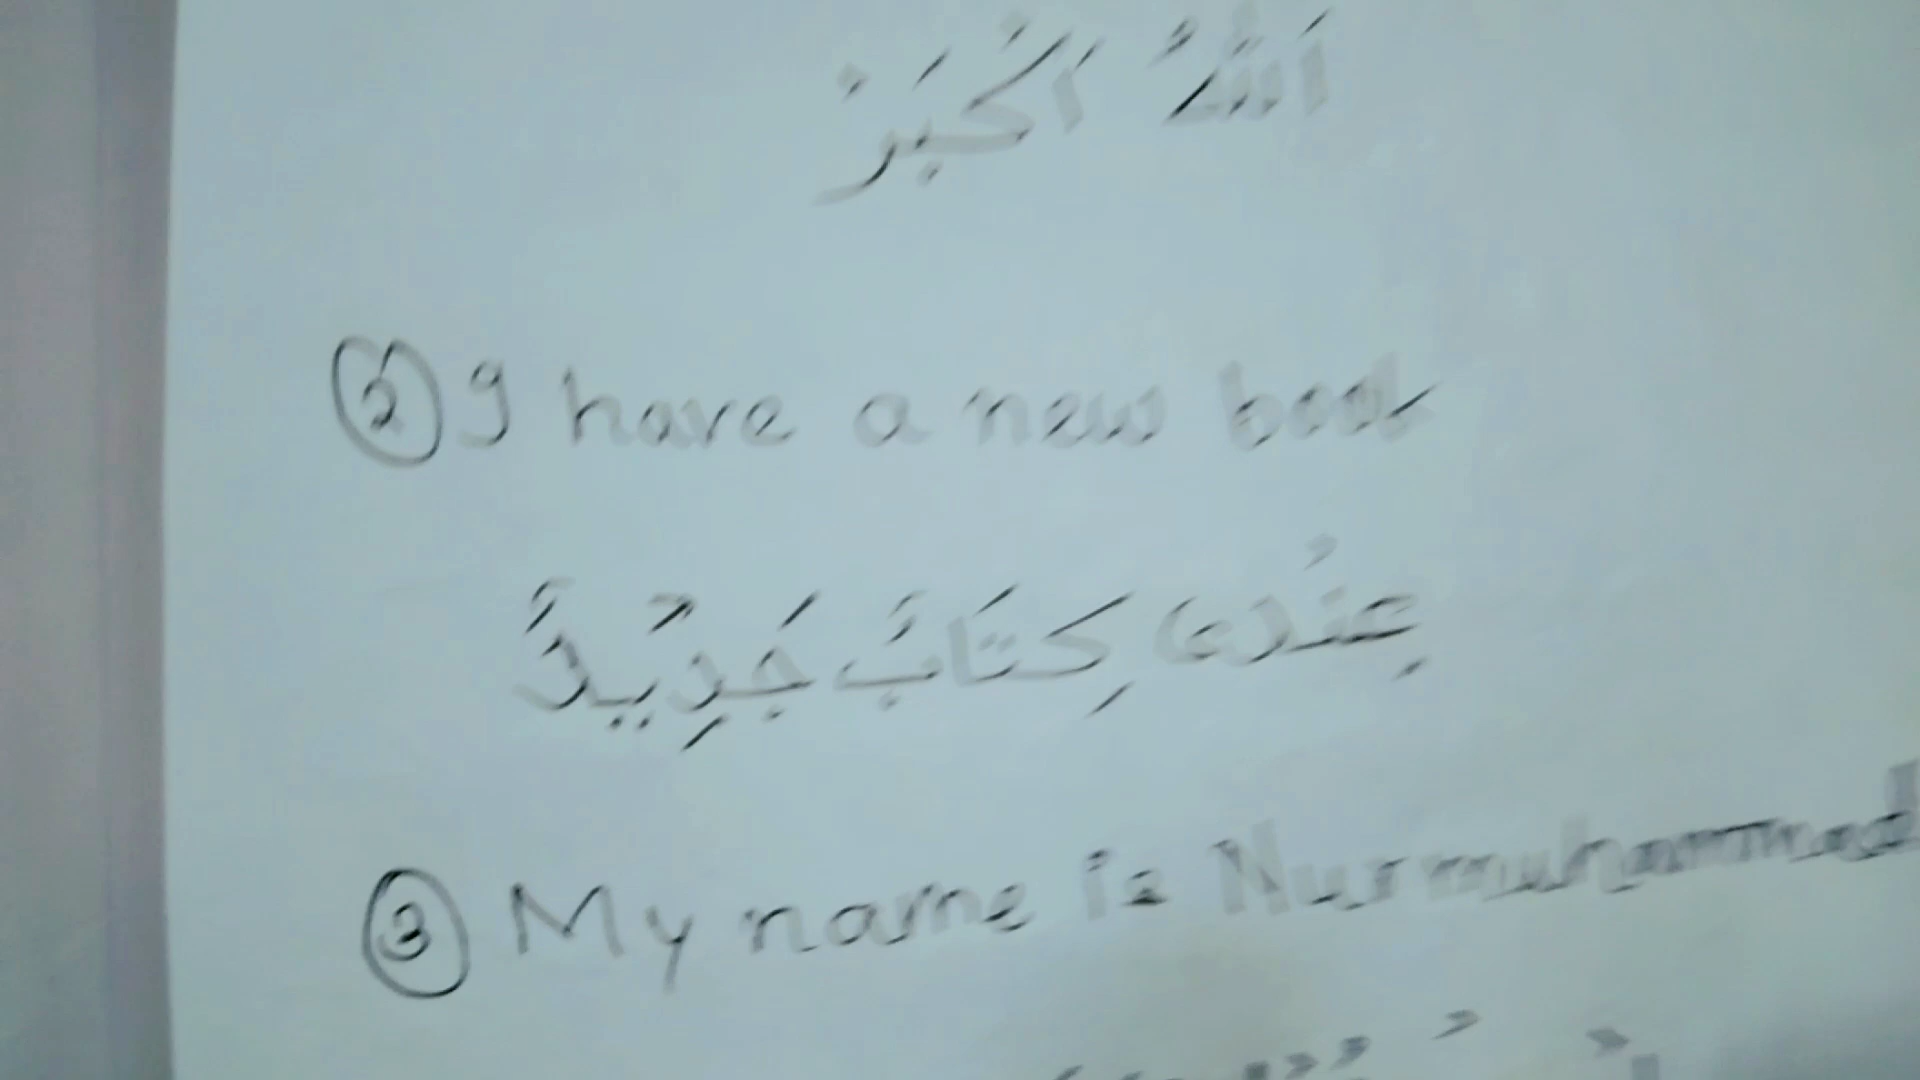 اَللّٰهُ اَكْبَرْ
② I have a new book
عِنْدِی كِتَابٌ جَدِيْدٌ
③ My name is Nurmuhammad